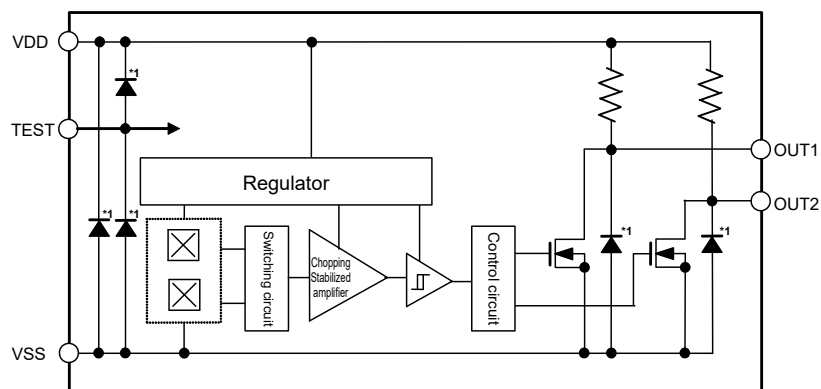 VDD
*1
TEST
OUT1
Regulator
OUT2
*1
*1
Switching circuit
Chopping
Stabilized
amplifier
Control circuit
*1
*1
VSS